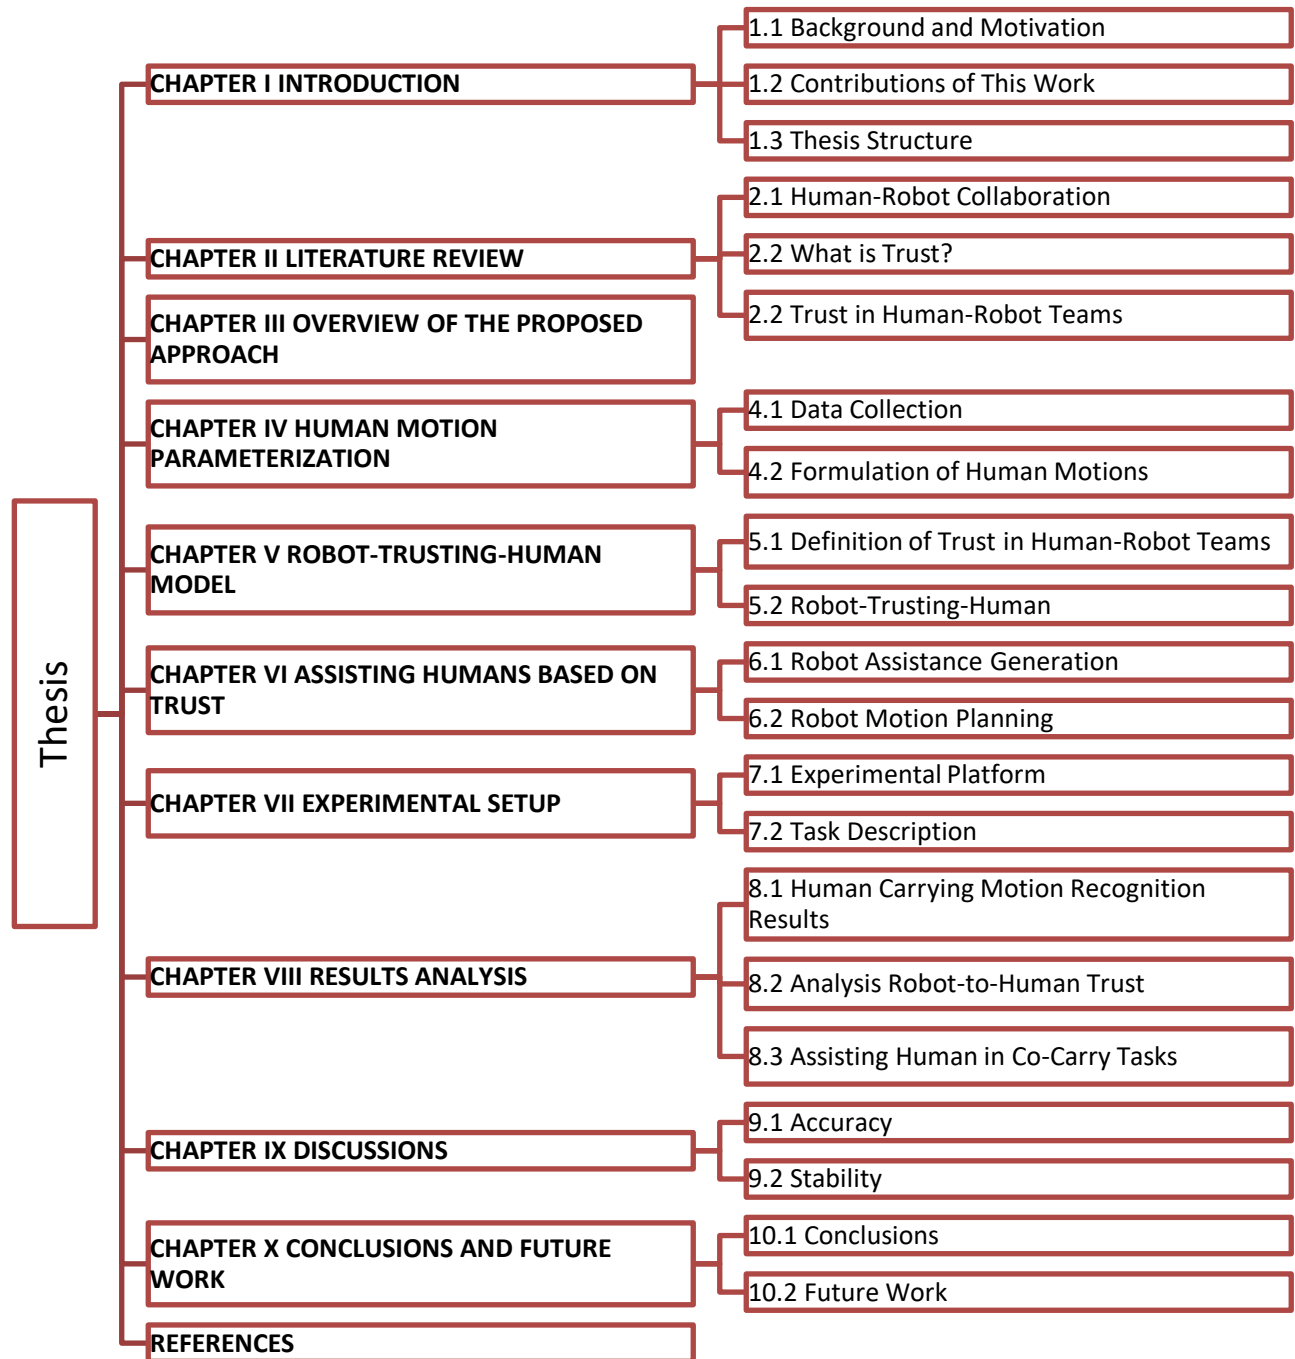 Thesis
CHAPTER I INTRODUCTION
1.1 Background and Motivation
1.2 Contributions of This Work
1.3 Thesis Structure
CHAPTER II LITERATURE REVIEW
2.1 Human-Robot Collaboration
2.2 What is Trust?
2.2 Trust in Human-Robot Teams
CHAPTER III OVERVIEW OF THE PROPOSED
APPROACH
CHAPTER IV HUMAN MOTION
PARAMETERIZATION
4.1 Data Collection
4.2 Formulation of Human Motions
CHAPTER V ROBOT-TRUSTING-HUMAN
MODEL
5.1 Definition of Trust in Human-Robot Teams
5.2 Robot-Trusting-Human
CHAPTER VI ASSISTING HUMANS BASED ON
TRUST
6.1 Robot Assistance Generation
6.2 Robot Motion Planning
CHAPTER VII EXPERIMENTAL SETUP
7.1 Experimental Platform
7.2 Task Description
CHAPTER VIII RESULTS ANALYSIS
8.1 Human Carrying Motion Recognition
Results
8.2 Analysis Robot-to-Human Trust
8.3 Assisting Human in Co-Carry Tasks
CHAPTER IX DISCUSSIONS
9.1 Accuracy
9.2 Stability
CHAPTER X CONCLUSIONS AND FUTURE
WORK
10.1 Conclusions
10.2 Future Work
REFERENCES